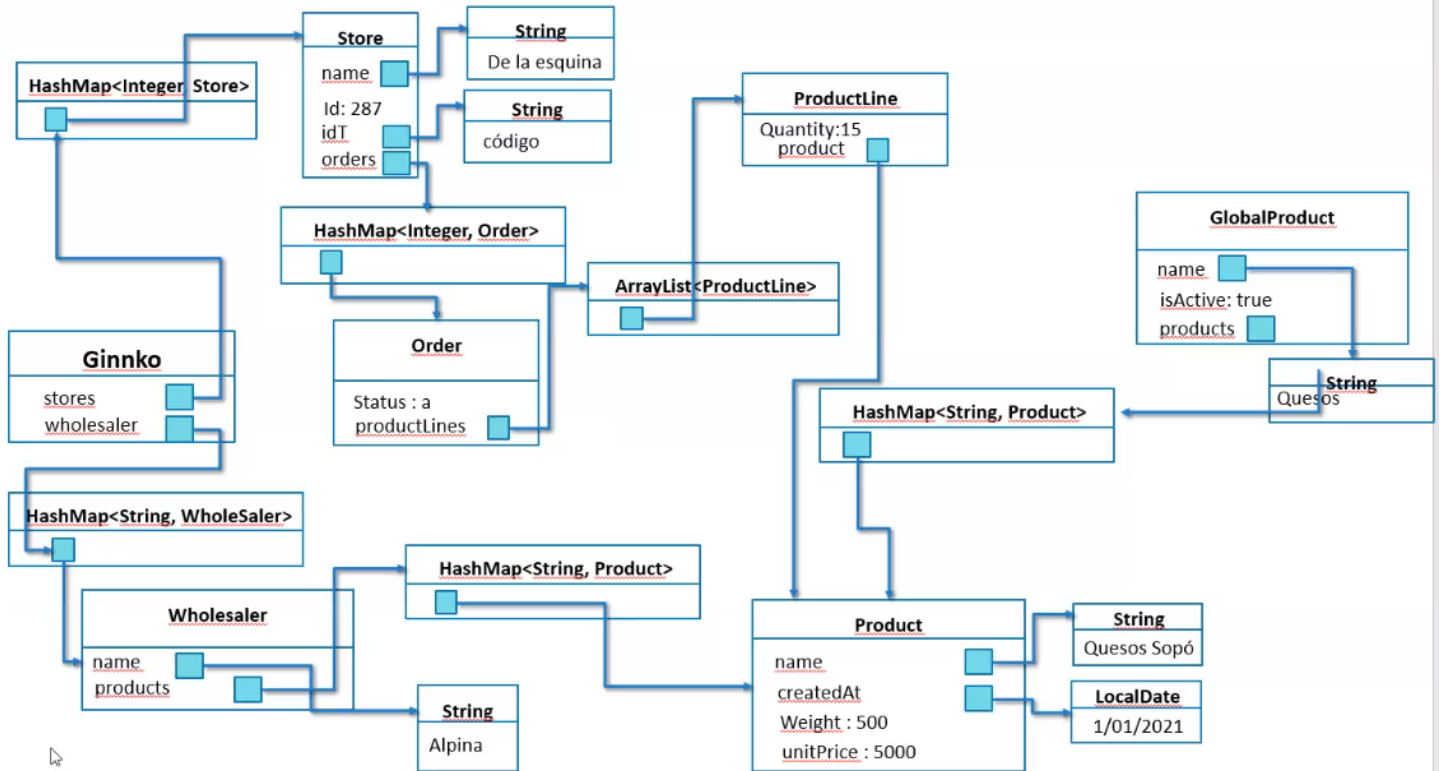 HashMap<Integer, Store>
Store
name
Id: 287
idT
orders
String
De la esquina
String
código
ProductLine
Quantity:15
product
GlobalProduct
name
isActive: true
products
HashMap<Integer, Order>
ArrayList<ProductLine>
Order
Status : a
productLines
Ginnko
stores
wholesaler
HashMap<String, Product>
String
Quesos
HashMap<String, WholeSaler>
HashMap<String, Product>
Wholesaler
name
products
String
Alpina
Product
name
createdAt
Weight : 500
unitPrice : 5000
String
Quesos Sopó
LocalDate
1/01/2021